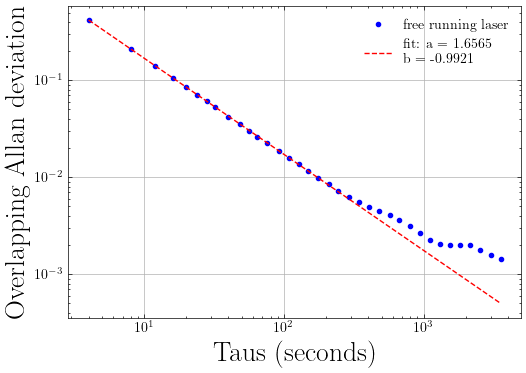 Overlapping Allan deviation
free running laser
fit: a = 1.6565
b = -0.9921
10⁻¹
10⁻²
10⁻³
10¹ 10² 10³
Taus (seconds)